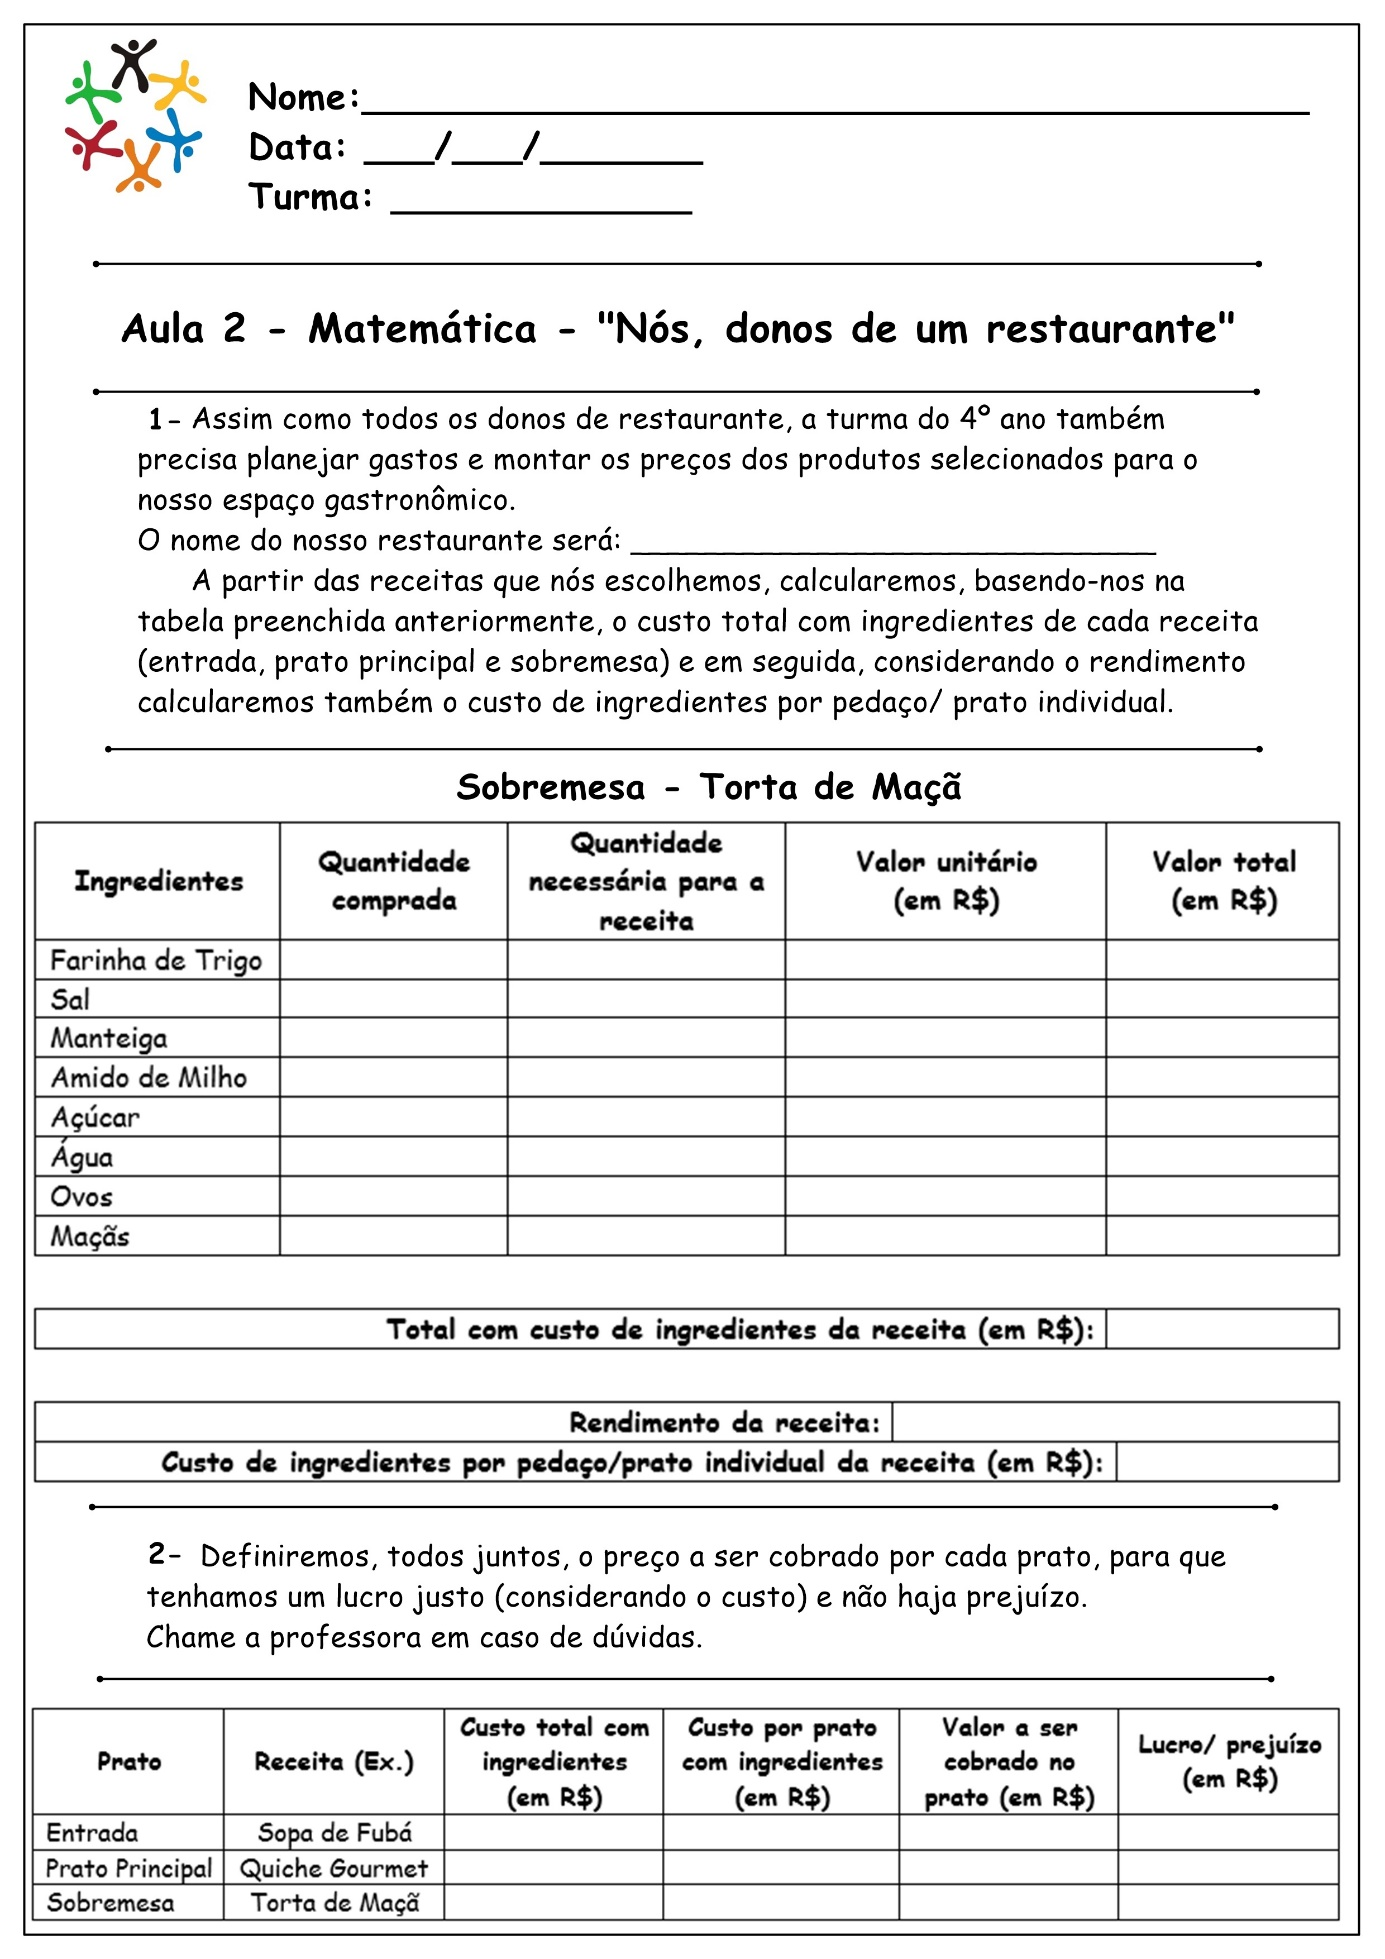 Nome:
Data: ___/___/_______
Turma: _____________
Aula 2 - Matemática - "Nós, donos de um restaurante"
1- Assim como todos os donos de restaurante, a turma do 4º ano também
precisa planejar gastos e montar os preços dos produtos selecionados para o
nosso espaço gastronômico.
O nome do nosso restaurante será: ____________________________
A partir das receitas que nós escolhemos, calcularemos, basendo-nos na
tabela preenchida anteriormente, o custo total com ingredientes de cada receita
(entrada, prato principal e sobremesa) e em seguida, considerando o rendimento
calcularemos também o custo de ingredientes por pedaço/ prato individual.
Sobremesa - Torta de Maçã
Ingredientes
Quantidade
comprada
Quantidade
necessária para a
receita
Valor unitário
(em R$)
Valor total
(em R$)
Farinha de Trigo
Sal
Manteiga
Amido de Milho
Açúcar
Água
Ovos
Maçãs
Total com custo de ingredientes da receita (em R$):
Rendimento da receita:
Custo de ingredientes por pedaço/prato individual da receita (em R$):
2- Definiremos, todos juntos, o preço a ser cobrado por cada prato, para que
tenhamos um lucro justo (considerando o custo) e não haja prejuízo.
Chame a professora em caso de dúvidas.
Prato
Receita (Ex.)
Custo total com
ingredientes
(em R$)
Custo por prato
com ingredientes
(em R$)
Valor a ser
cobrado no
prato (em R$)
Lucro/ prejuízo
(em R$)
Entrada
Sopa de Fubá
Prato Principal
Quiche Gourmet
Sobremesa
Torta de Maçã